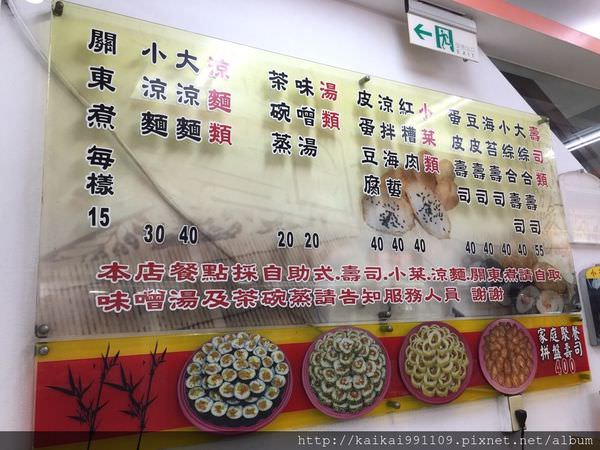 壽司類
大綜合壽司 55
小綜合壽司 40
海苔壽司 40
豆皮壽司 40
蛋皮壽司 40
小菜類
紅糟肉 40
涼拌海蜇 40
皮蛋豆腐 40
湯類
味噌湯 20
茶碗蒸 20
涼麵類
大涼麵 40
小涼麵 30
關東煮每樣15
本店餐點採自助式.壽司.小菜.涼麵.關東煮請自取
味噌湯及茶碗蒸請告知服務人員 謝謝
家庭聚餐
拼盤壽司
400
EXIT
http://kaikai991109.pixnet.net/album